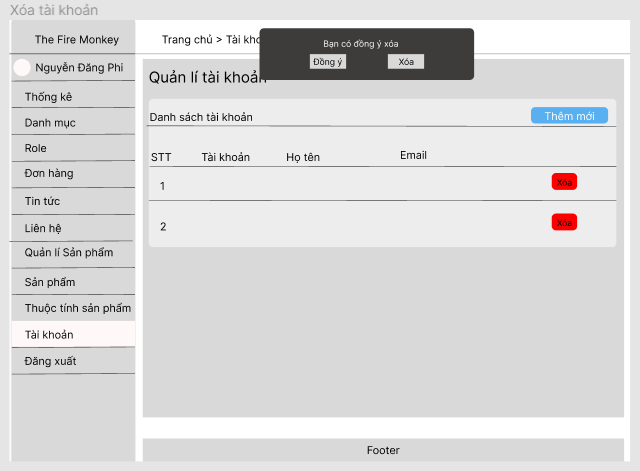 Xóa tài khoản
The Fire Monkey
Nguyễn Đăng Phi
Thống kê
Danh mục
Role
Đơn hàng
Tin tức
Liên hệ
Quản lí Sản phẩm
Sản phẩm
Thuộc tính sản phẩm
Tài khoản
Đăng xuất
Trang chủ > Tài
Bạn có đồng ý xóa
Đồng ý
Xóa
Quản lí tài khoản
Danh sách tài khoản
Thêm mới
STT Tài khoản Họ tên Email
1 Xóa
2 Xóa
Footer